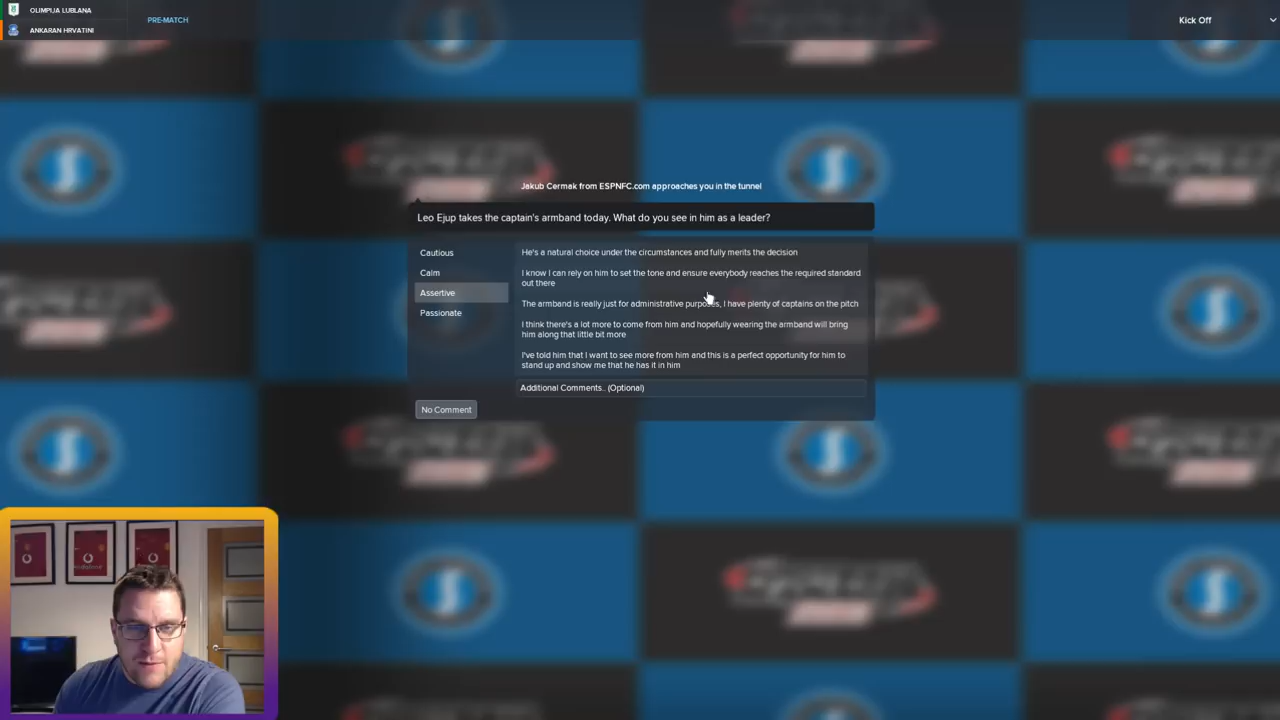 OLIMPIJA LUBLANA
ANKARAN HRVATINI
PRE-MATCH
Kick Off
Jakub Cermak from ESPNFC.com approaches you in the tunnel
Leo Ejup takes the captain's armband today. What do you see in him as a leader?
Cautious
Calm
Assertive
Passionate
He's a natural choice under the circumstances and fully merits the decision
I know I can rely on him to set the tone and ensure everybody reaches the required standard
out there
The armband is really just for administrative purposes, I have plenty of captains on the pitch
I think there's a lot more to come from him and hopefully wearing the armband will bring
him along that little bit more
I've told him that I want to see more from him and this is a perfect opportunity for him to
stand up and show me that he has it in him
Additional Comments.. (Optional)
No Comment